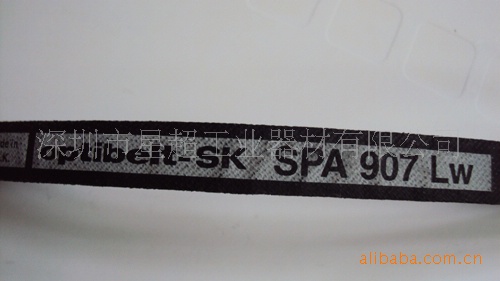 深圳市星超工业器材有限公司
optibelt-SK SPA 907 Lw
alibaba.com.cn